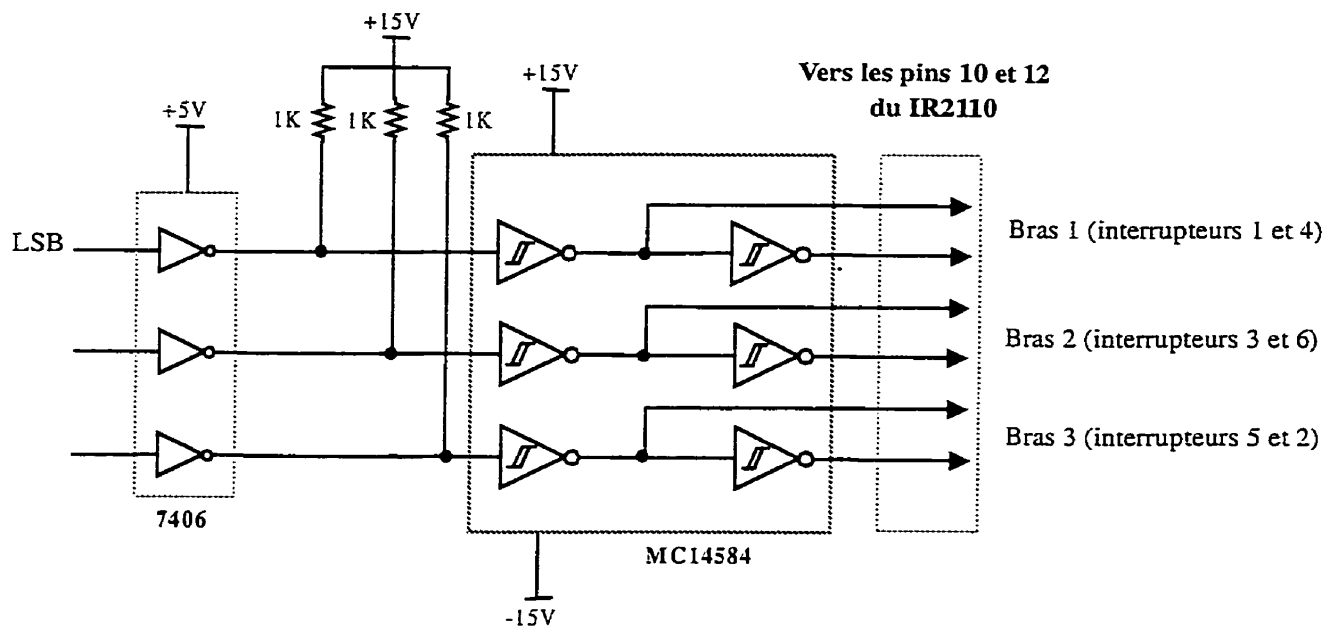 +15V
+15V
Vers les pins 10 et 12
du IR2110
+5V
1K
1K
1K
LSB
Bras 1 (interrupteurs 1 et 4)
Bras 2 (interrupteurs 3 et 6)
Bras 3 (interrupteurs 5 et 2)
7406
MC14584
-15V